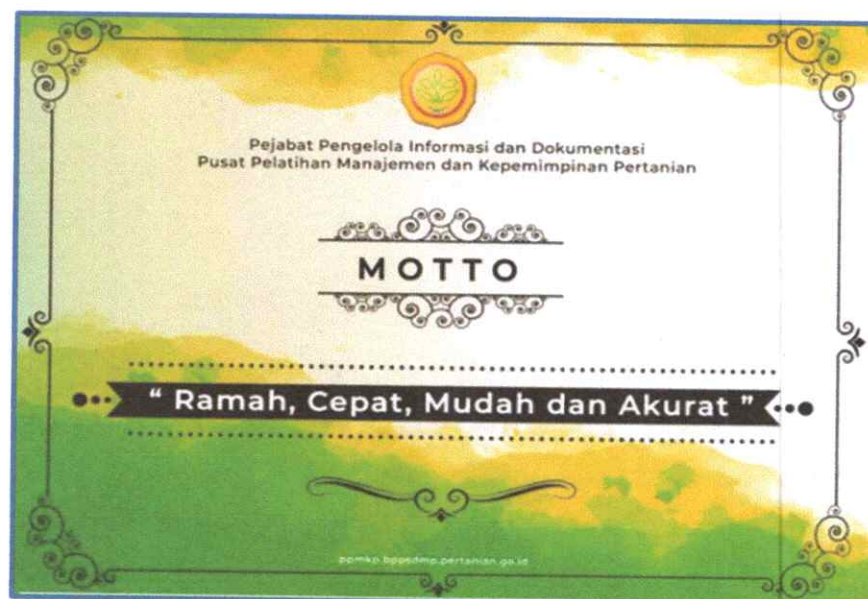 Pejabat Pengelola Informasi dan Dokumentasi
Pusat Pelatihan Manajemen dan Kepemimpinan Pertanian
MOTTO
“ Ramah, Cepat, Mudah dan Akurat ”
ppmkp.bppsdmp.pertanian.go.id